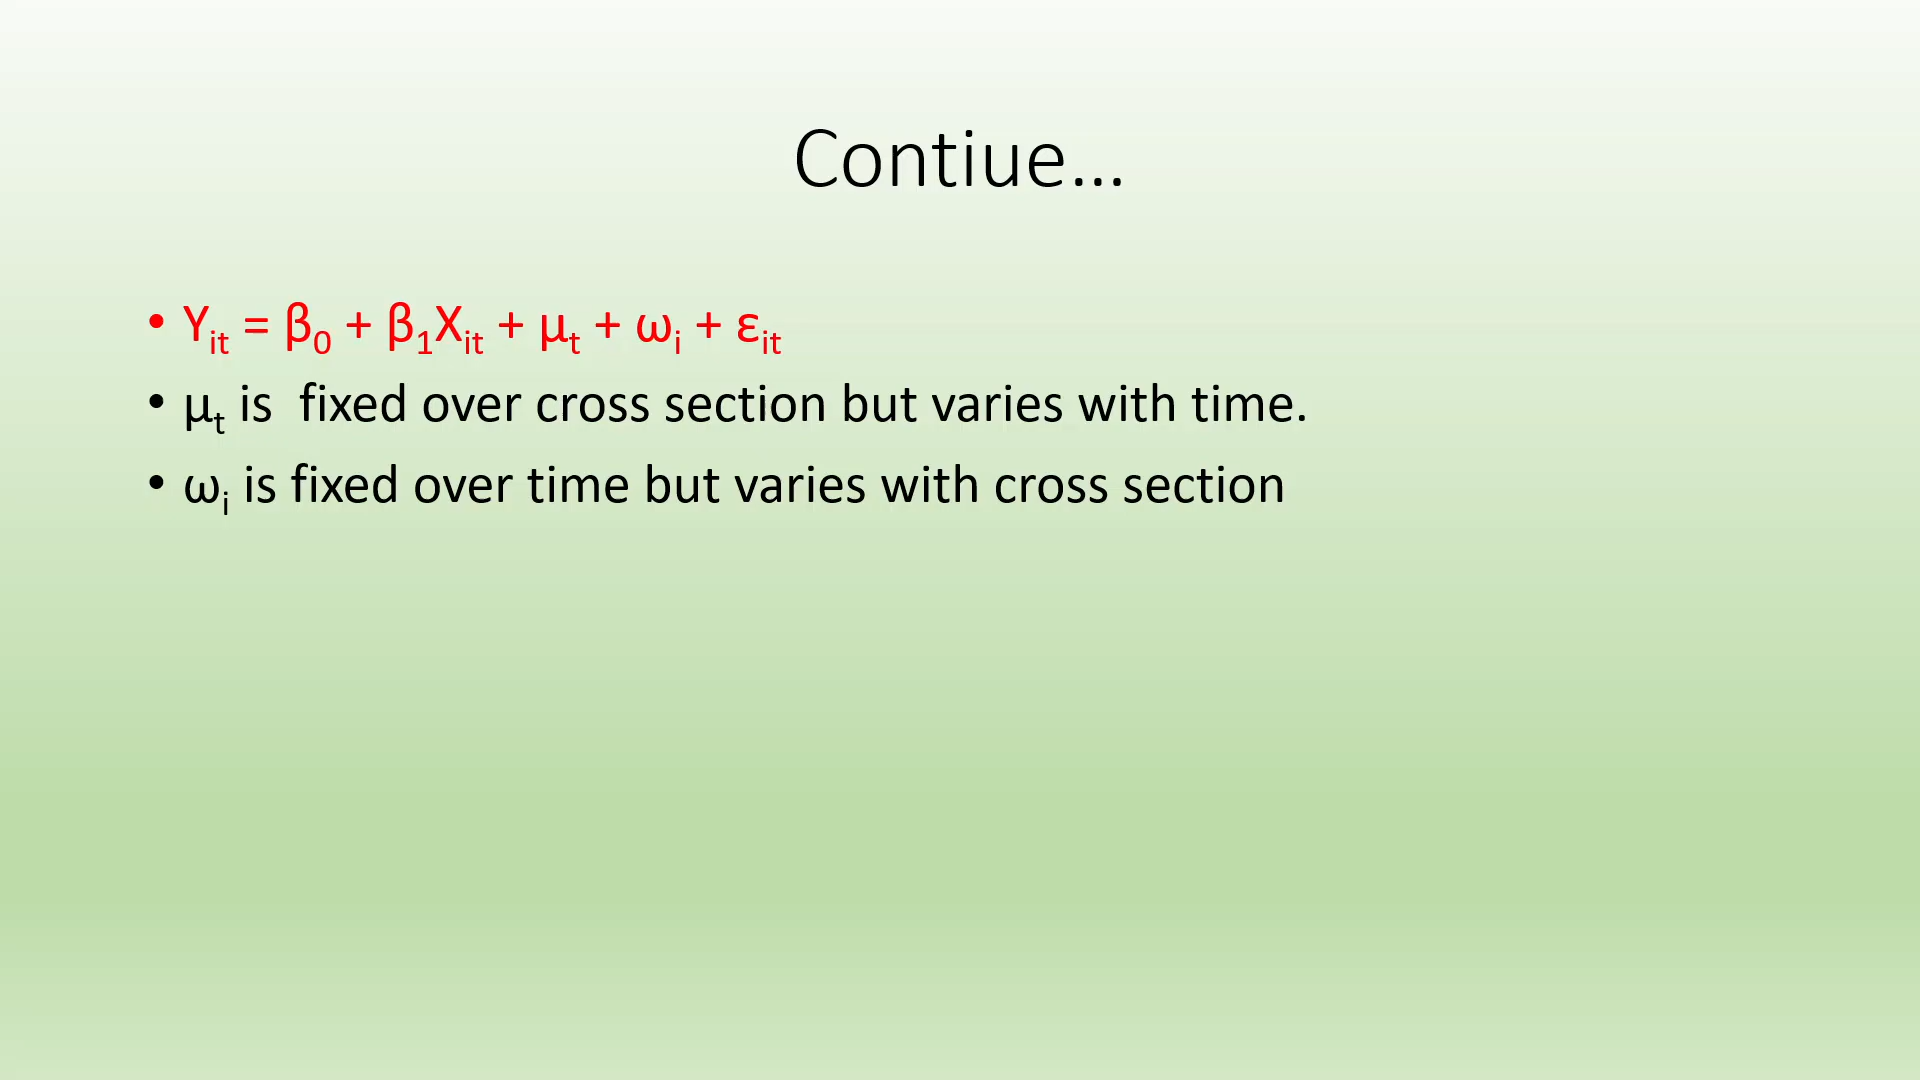 Contiue...
• Yit = β0 + β1Xit + μt + ωi + εit
• μt is  fixed over cross section but varies with time.
• ωi is fixed over time but varies with cross section